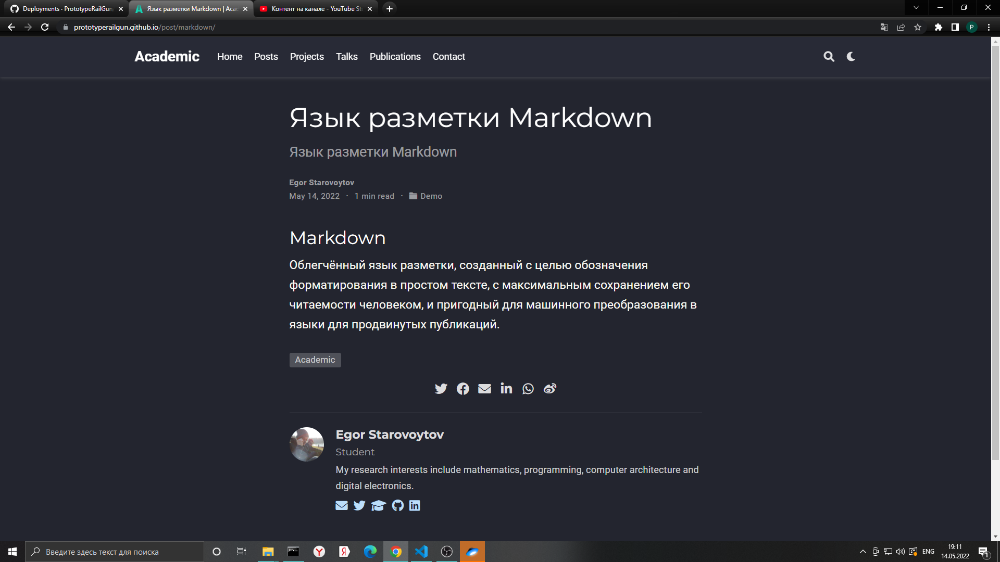 Deployments · PrototypeRailGun
Язык разметки Markdown | Acac
Контент на канале - YouTube St
prototyperailgun.github.io/post/markdown/
P
Academic
Home
Posts
Projects
Talks
Publications
Contact
Язык разметки Markdown
Язык разметки Markdown
Egor Starovoytov
May 14, 2022 · 1 min read · Demo
Markdown
Облегчённый язык разметки, созданный с целью обозначения
форматирования в простом тексте, с максимальным сохранением его
читаемости человеком, и пригодный для машинного преобразования в
языки для продвинутых публикаций.
Academic
Egor Starovoytov
Student
My research interests include mathematics, programming, computer architecture and
digital electronics.
Введите здесь текст для поиска
ENG
19:11
14.05.2022
1